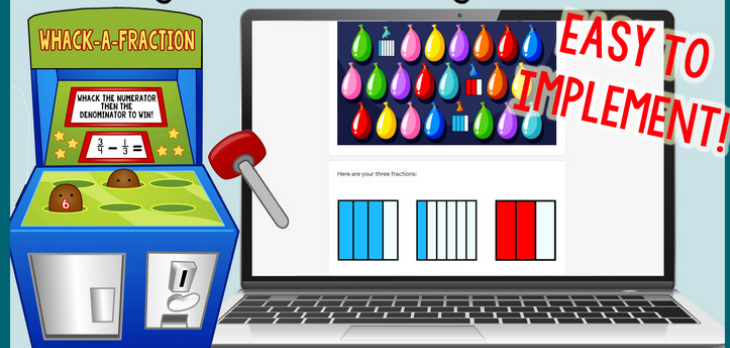 WHACK-A-FRACTION
WHACK THE NUMERATOR
THEN THE
DENOMINATOR TO WIN!
3/4 - 1/3 =
6
EASY TO
IMPLEMENT!
Here are your three fractions: